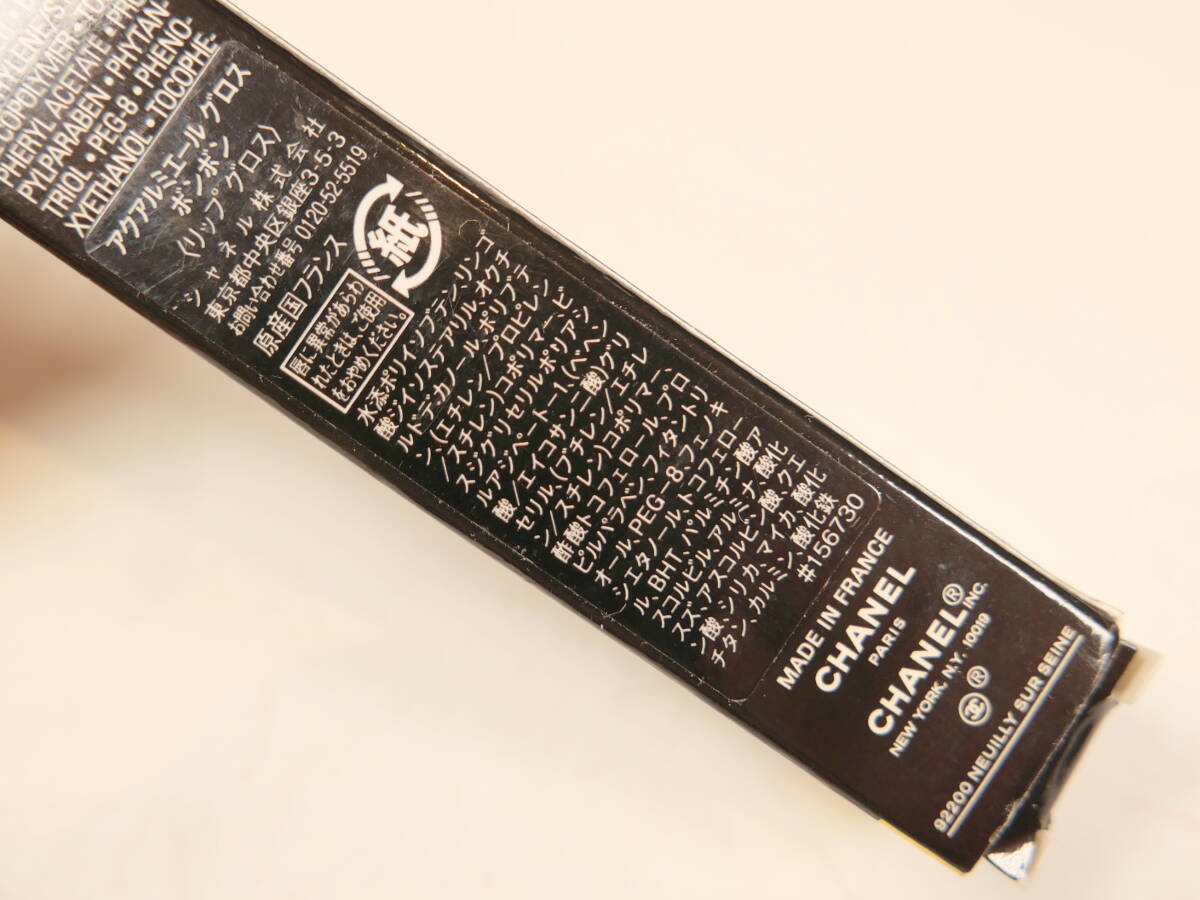 COPOLYMER • TO
PHERYL ACETATE • PRO
PYLPARABEN • PHYTAN-
TRIOL • PEG-8 • PHENO-
XYETHANOL • TOCOPHE-
アクアルミエール グロス
ボンボン
〈リップグロス〉
シャネル株式会社
東京都中央区銀座3-5-3
お問い合わせ番号 0120-52-5519
原産国フランス
紙
唇に異常があらわ
れたときは、ご使用
をおやめください。
水添ポリイソブテン、リンゴ
酸ジイソステアリル、オクチ
ルドデカノール、ポリブテ
ン、(エチレン/プロピレン
/スチレン)コポリマー、ビ
スジグリセリルポリアシ
ルアジペート-1、(ベヘン
酸/エイコサン二酸)グリ
セリル、(ブチレン/エチレ
ン/スチレン)コポリマー、
酢酸トコフェロール、プロ
ピルパラベン、フィタントリ
オール、PEG-8、フェノキ
シエタノール、トコフェロー
ル、BHT、パルミチン酸ア
スコルビル、アルミナ、酸化
スズ、アスコルビン酸、クエ
ン酸、シリカ、マイカ、酸化
チタン、カルミン、酸化鉄
#156730
MADE IN FRANCE
CHANEL
PARIS
CHANEL® INC.
NEW YORK, N.Y. 10019
®
92200 NEUILLY SUR SEINE